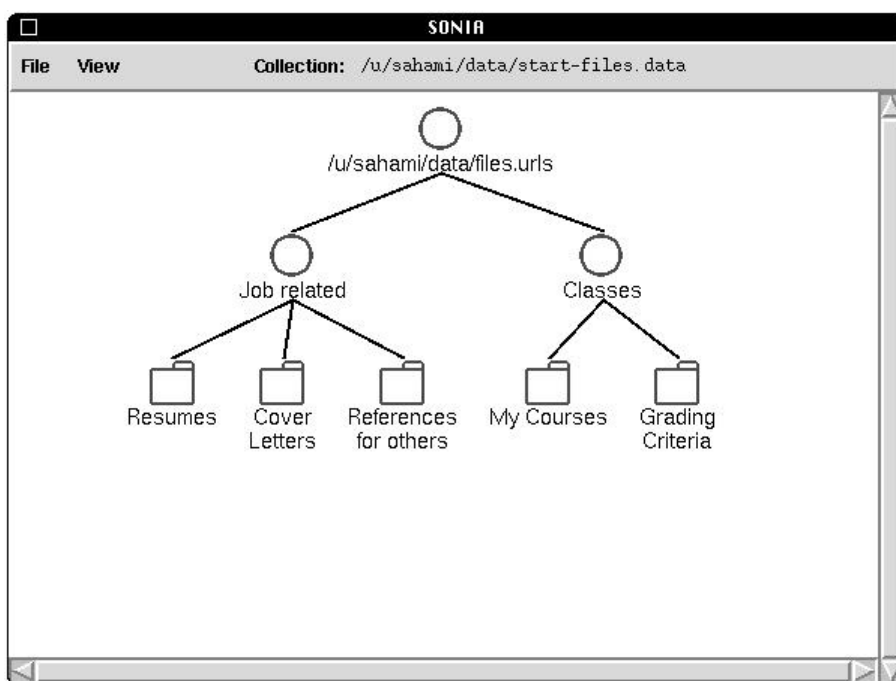 SONIA
File View Collection: /u/sahami/data/start-files.data
/u/sahami/data/files.urls
Job related Classes
Resumes Cover References My Courses Grading
Letters for others Criteria